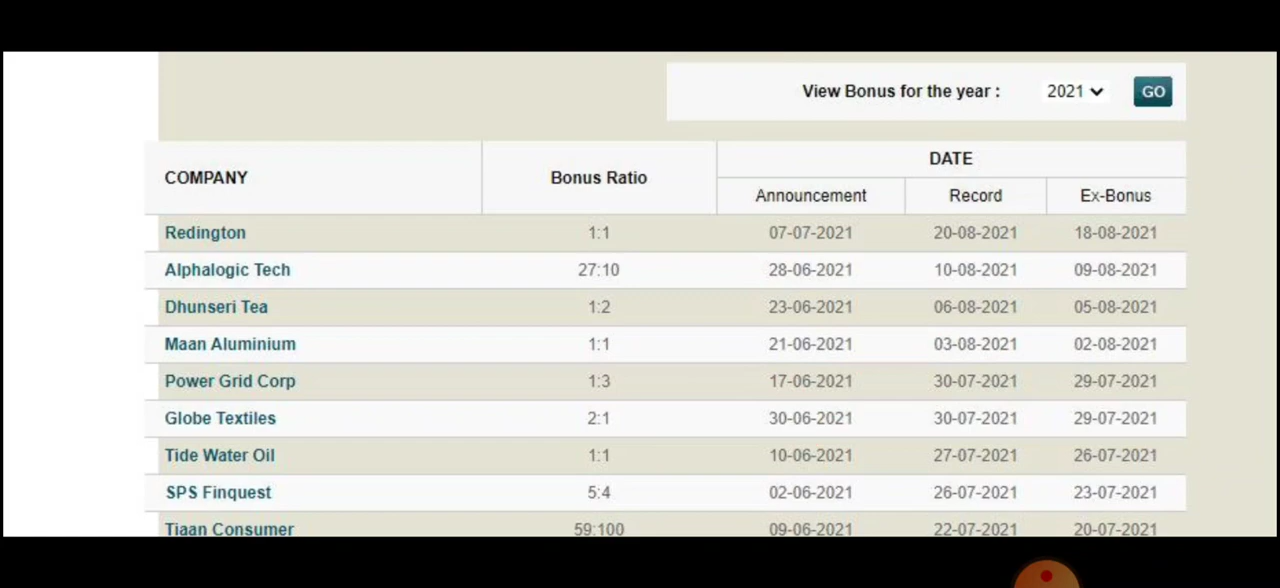 View Bonus for the year : 2021 GO
COMPANY Bonus Ratio DATE
Announcement Record Ex-Bonus
Redington 1:1 07-07-2021 20-08-2021 18-08-2021
Alphalogic Tech 27:10 28-06-2021 10-08-2021 09-08-2021
Dhunseri Tea 1:2 23-06-2021 06-08-2021 05-08-2021
Maan Aluminium 1:1 21-06-2021 03-08-2021 02-08-2021
Power Grid Corp 1:3 17-06-2021 30-07-2021 29-07-2021
Globe Textiles 2:1 30-06-2021 30-07-2021 29-07-2021
Tide Water Oil 1:1 10-06-2021 27-07-2021 26-07-2021
SPS Finquest 5:4 02-06-2021 26-07-2021 23-07-2021
Tiaan Consumer 59:100 09-06-2021 22-07-2021 20-07-2021